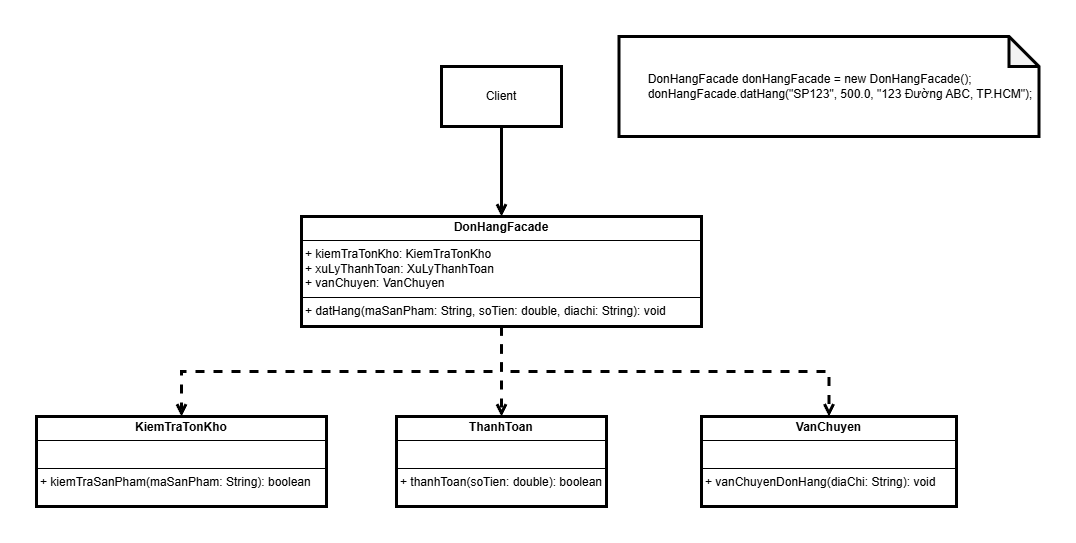 DonHangFacade donHangFacade = new DonHangFacade();
donHangFacade.datHang("SP123", 500.0, "123 Đường ABC, TP.HCM");
Client
DonHangFacade
+ kiemTraTonKho: KiemTraTonKho
+ xuLyThanhToan: XuLyThanhToan
+ vanChuyen: VanChuyen
+ datHang(maSanPham: String, soTien: double, diachi: String): void
KiemTraTonKho
+ kiemTraSanPham(maSanPham: String): boolean
ThanhToan
+ thanhToan(soTien: double): boolean
VanChuyen
+ vanChuyenDonHang(diaChi: String): void